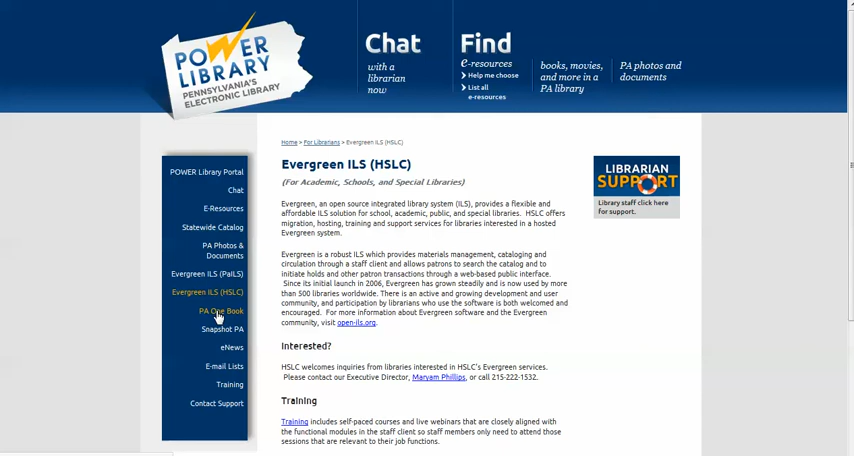 POWER
LIBRARY
PENNSYLVANIA'S
ELECTRONIC LIBRARY
Chat
with a
librarian
now
Find
e-resources
Help me choose
List all
e-resources
books, movies,
and more in a
PA library
PA photos and
documents
POWER Library Portal
Chat
E-Resources
Statewide Catalog
PA Photos &
Documents
Evergreen ILS (PaILS)
Evergreen ILS (HSLC)
PA One Book
Snapshot PA
eNews
E-mail Lists
Training
Contact Support
Home > For Librarians > Evergreen ILS (HSLC)
Evergreen ILS (HSLC)
(For Academic, Schools, and Special Libraries)
Evergreen, an open source integrated library system (ILS), provides a flexible and
affordable ILS solution for school, academic, public, and special libraries. HSLC offers
migration, hosting, training and support services for libraries interested in a hosted
Evergreen system.
Evergreen is a robust ILS which provides materials management, cataloging and
circulation through a staff client and allows patrons to search the catalog and to
initiate holds and other patron transactions through a web-based public interface.
Since its initial launch in 2006, Evergreen has grown steadily and is now used by more
than 500 libraries worldwide. There is an active and growing development and user
community, and participation by librarians who use the software is both welcomed and
encouraged. For more information about Evergreen software and the Evergreen
community, visit open-ils.org.
Interested?
HSLC welcomes inquiries from libraries interested in HSLC's Evergreen services.
Please contact our Executive Director, Maryam Phillips, or call 215-222-1532.
Training
Training includes self-paced courses and live webinars that are closely aligned with
the functional modules in the staff client so staff members only need to attend those
sessions that are relevant to their job functions.
LIBRARIAN
SUPPORT
Library staff click here
for support.